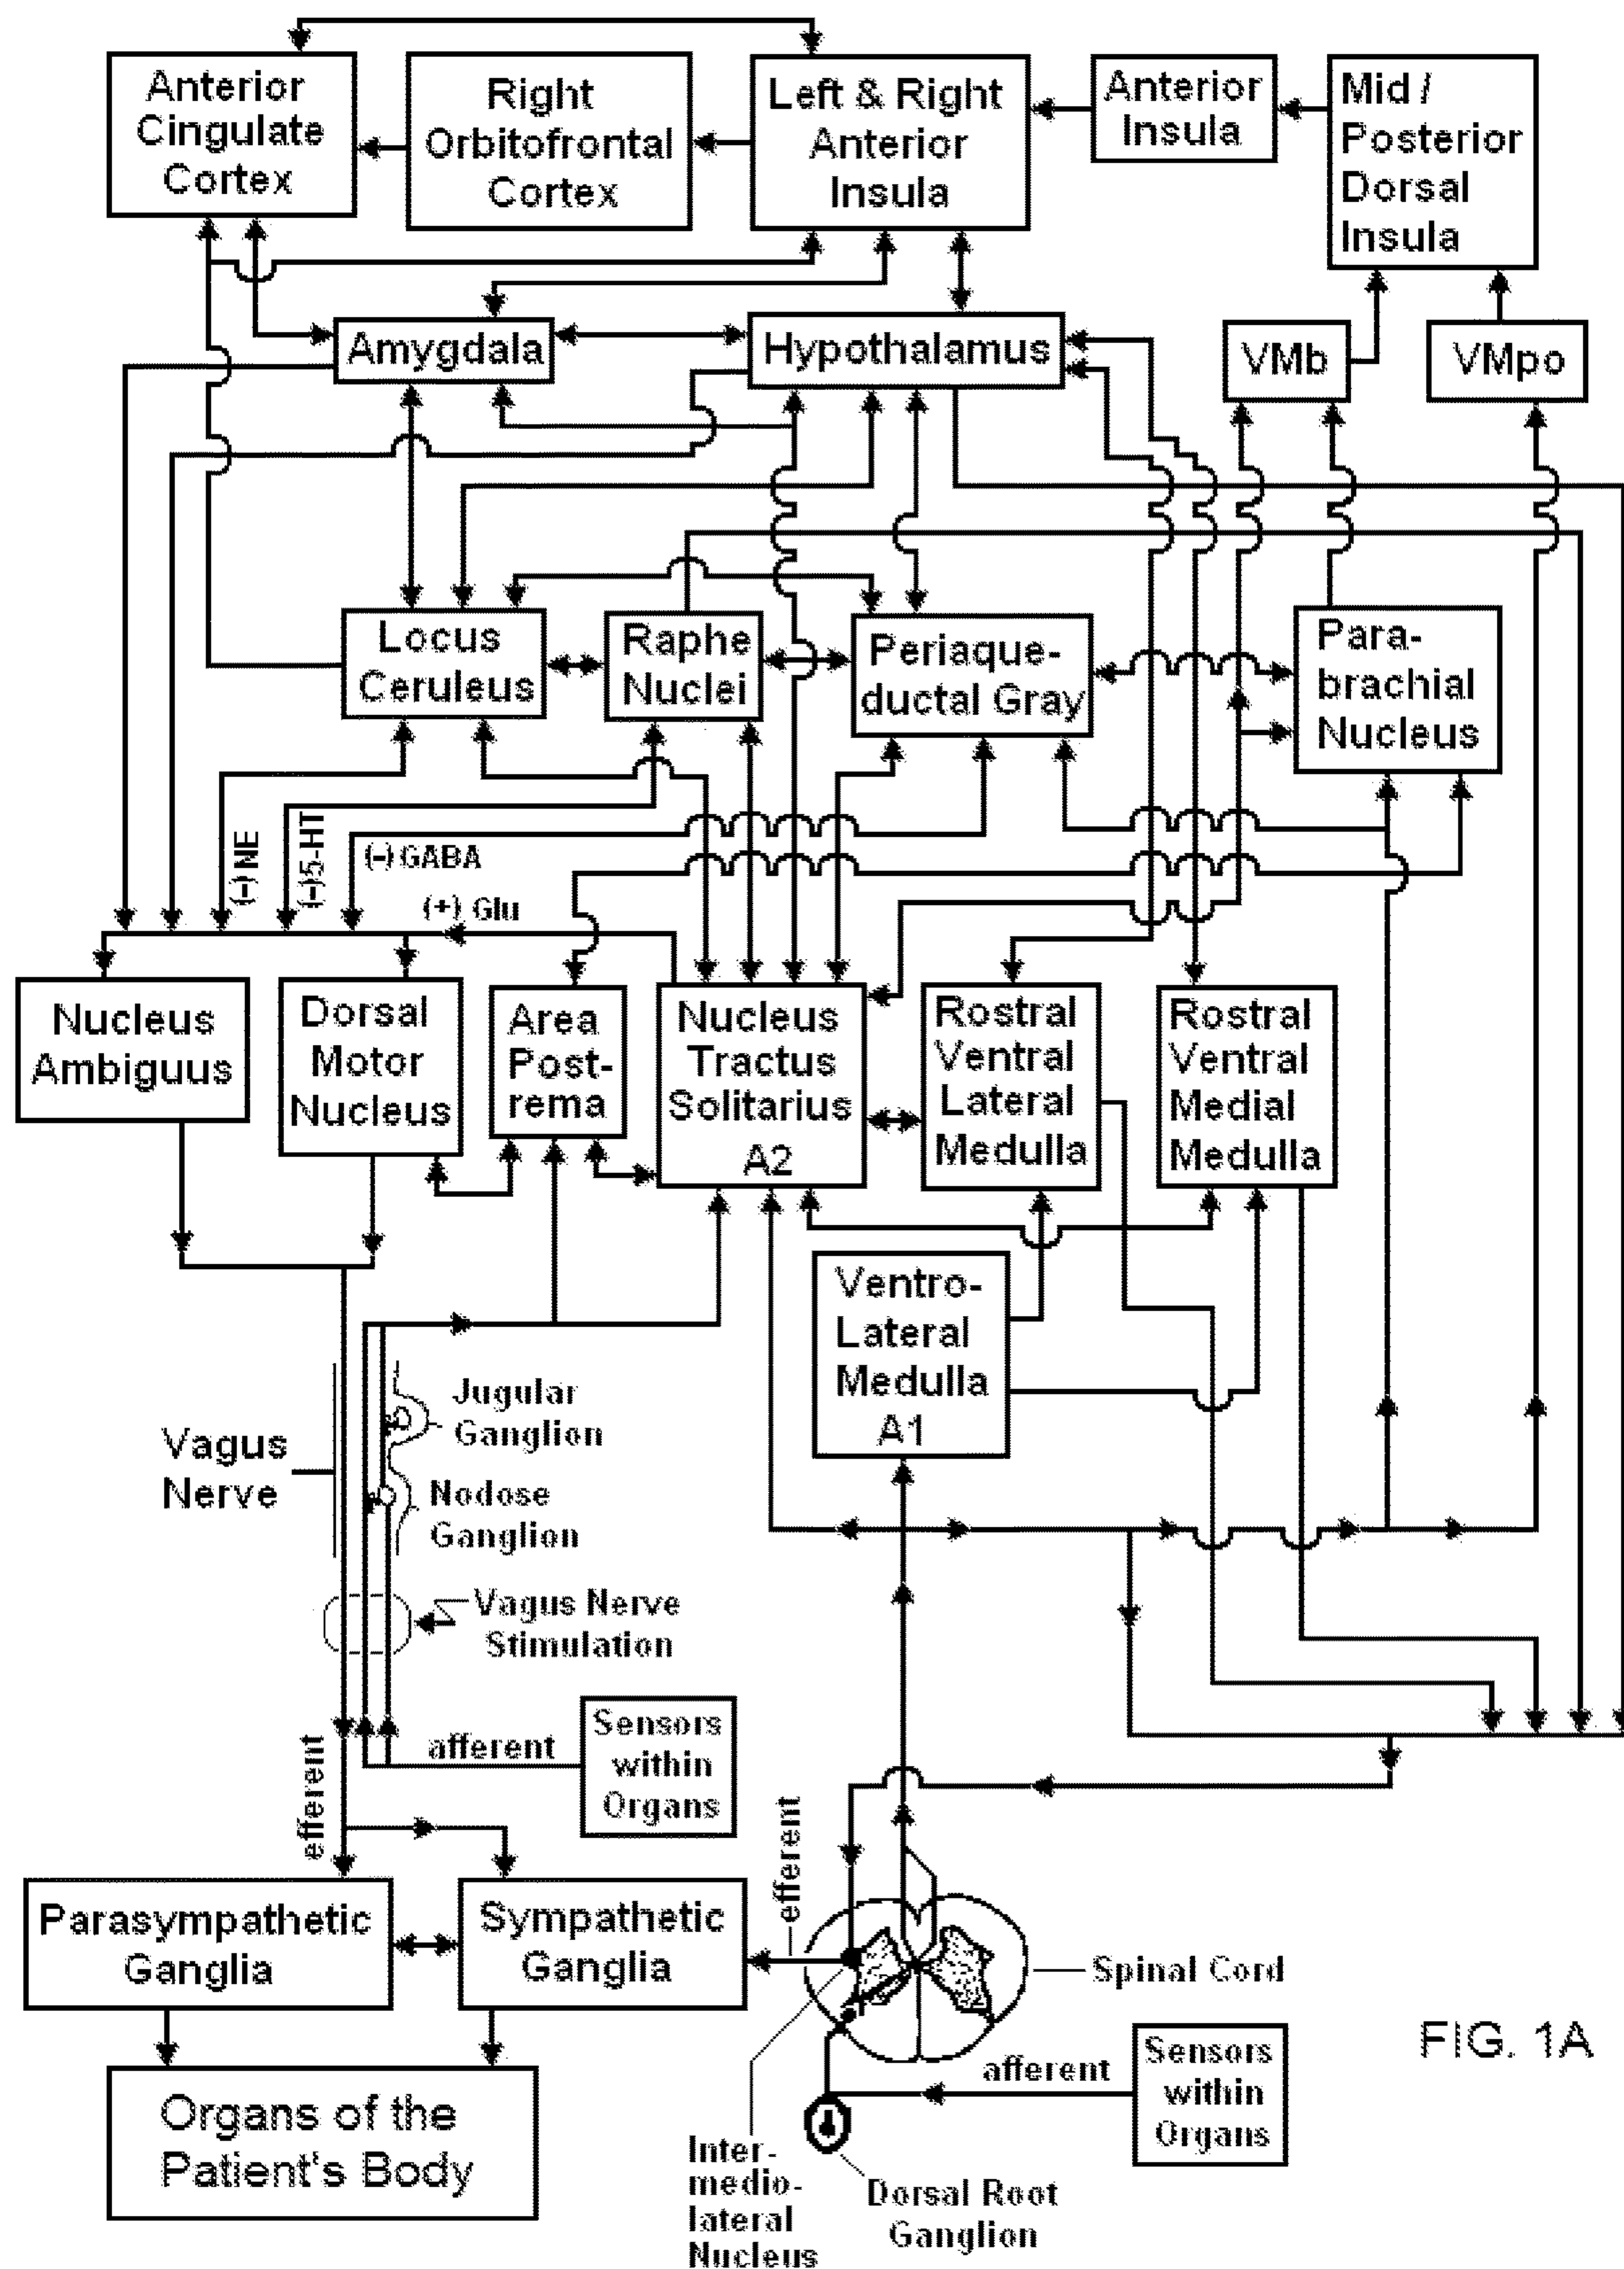 Anterior
Cingulate
Cortex
Right
Orbitofrontal
Cortex
Left & Right
Anterior
Insula
Anterior
Insula
Mid /
Posterior
Dorsal
Insula
Amygdala
Hypothalamus
VMb
VMpo
Locus
Ceruleus
Raphe
Nuclei
Periaque-
ductal Gray
Para-
brachial
Nucleus
(-) NE
(-)5-HT
(-) GABA
(+) Glu
Nucleus
Ambiguus
Dorsal
Motor
Nucleus
Area
Post-
rema
Nucleus
Tractus
Solitarius
A2
Rostral
Ventral
Lateral
Medulla
Rostral
Ventral
Medial
Medulla
Ventro-
Lateral
Medulla
A1
Vagus
Nerve
Jugular
Ganglion
Nodose
Ganglion
Vagus Nerve
Stimulation
efferent
afferent
Sensors
within
Organs
Parasympathetic
Ganglia
Sympathetic
Ganglia
efferent
Spinal Cord
Organs of the
Patient's Body
afferent
Sensors
within
Organs
Inter-
medio-
lateral
Nucleus
Dorsal Root
Ganglion
FIG. 1A